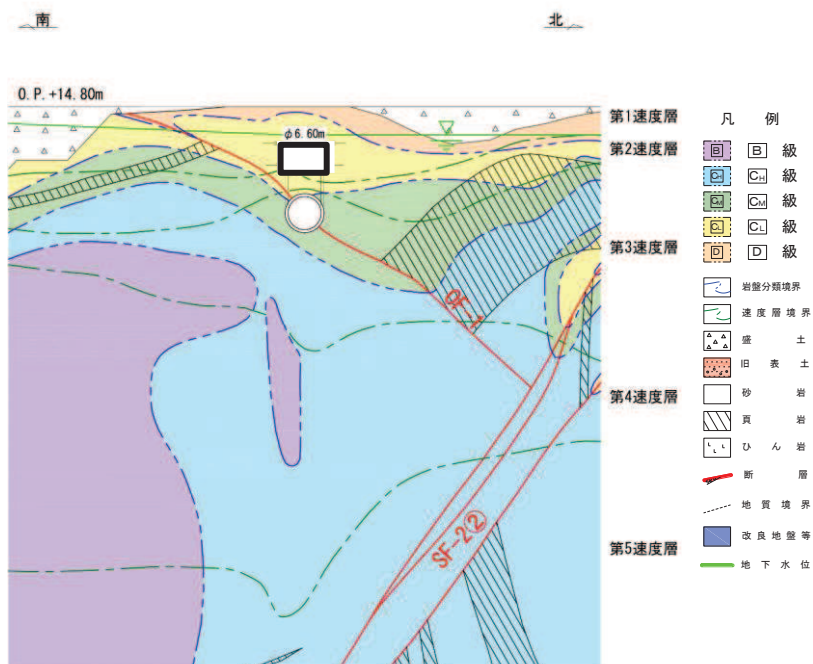 南
北
O.P.+14.80m
φ6.60m
第1速度層
第2速度層
第3速度層
第4速度層
第5速度層
OF-1
SF-2②
凡 例
B B 級
CH CH 級
CM CM 級
CL CL 級
D D 級
岩盤分類境界
速度層境界
盛 土
旧 表 土
砂 岩
頁 岩
ひ ん 岩
断 層
地 質 境 界
改 良 地 盤 等
地 下 水 位